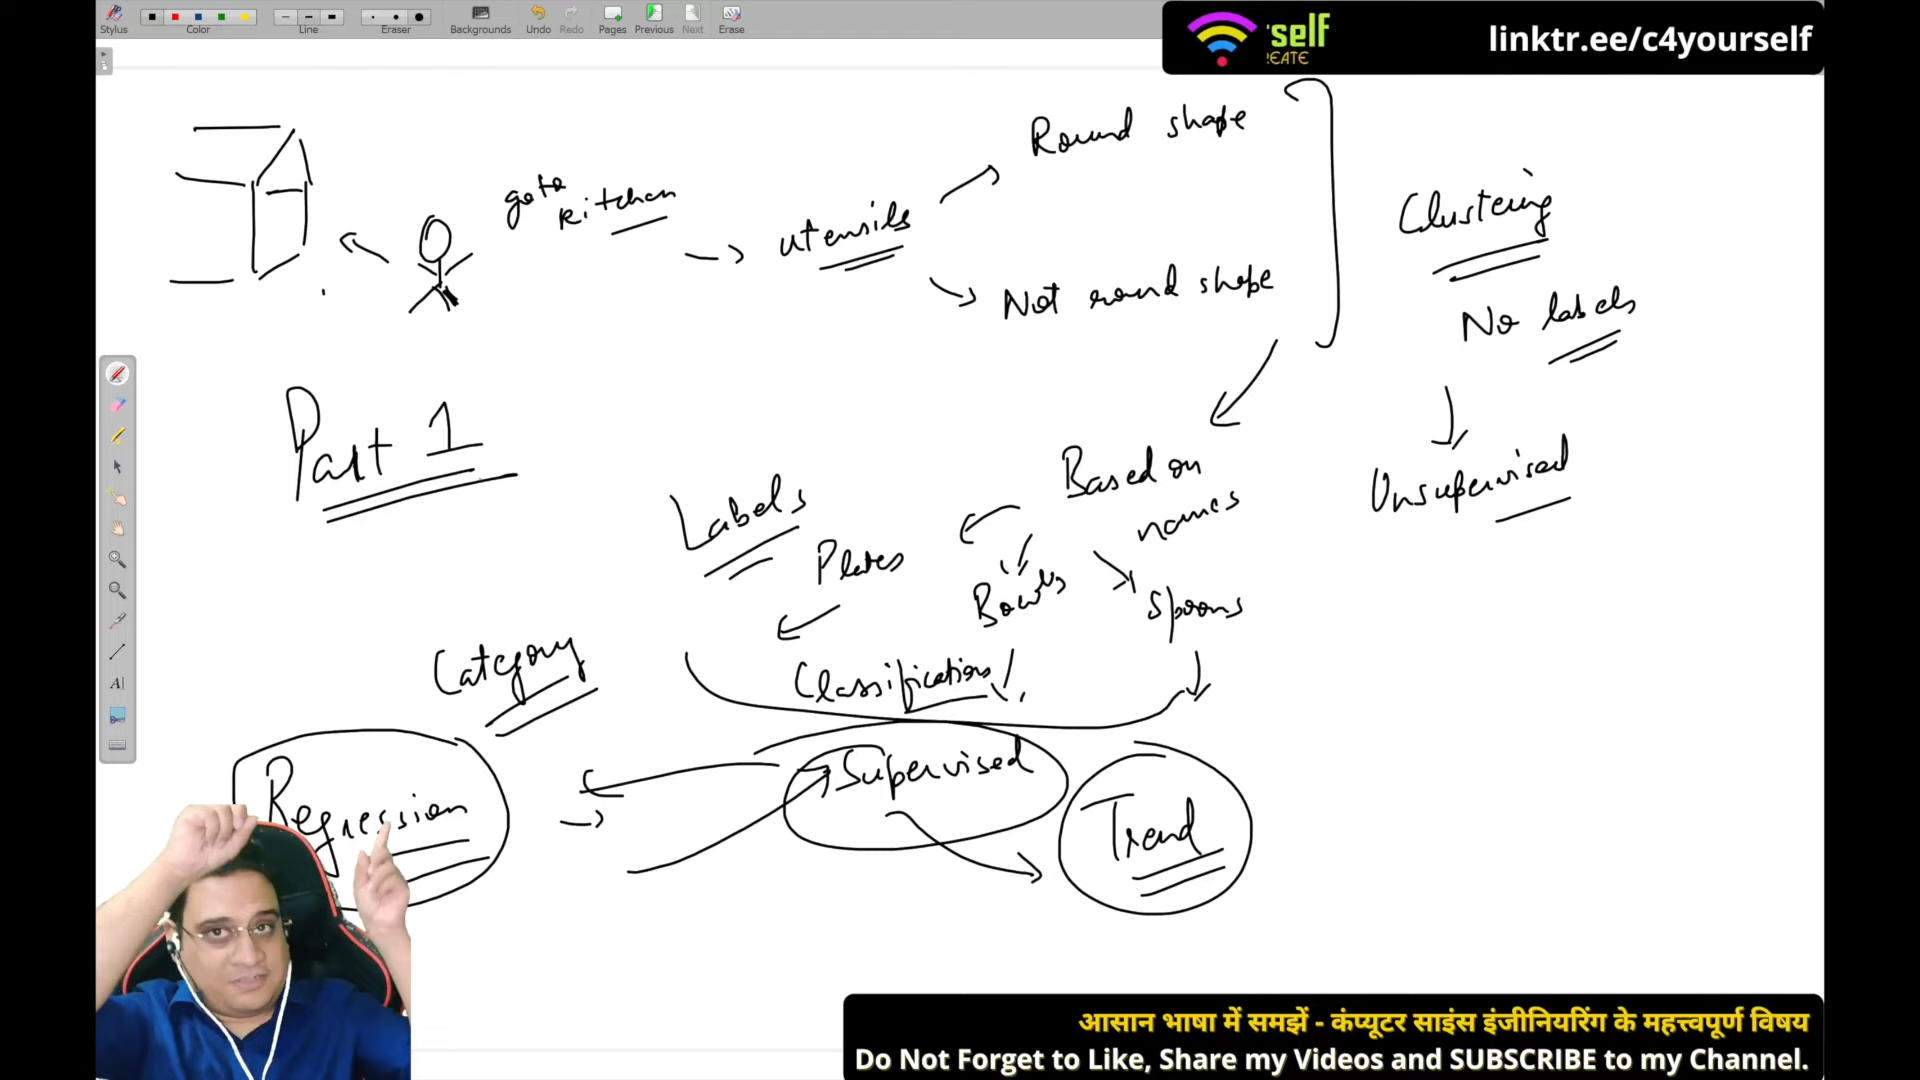 Stylus
Color
Line
Eraser
Backgrounds
Undo
Redo
Pages
Previous
Next
Erase
self
REATE
linktr.ee/c4yourself
Round shape
go to
kitchen
utensils
Not round shape
Clustering
No labels
Unsupervised
Part 1
Based on
names
Labels
Plates
Bowls
Spoons
Category
Classification
Regression
Supervised
Trend
आसान भाषा में समझें - कंप्यूटर साइंस इंजीनियरिंग के महत्त्वपूर्ण विषय
Do Not Forget to Like, Share my Videos and SUBSCRIBE to my Channel.